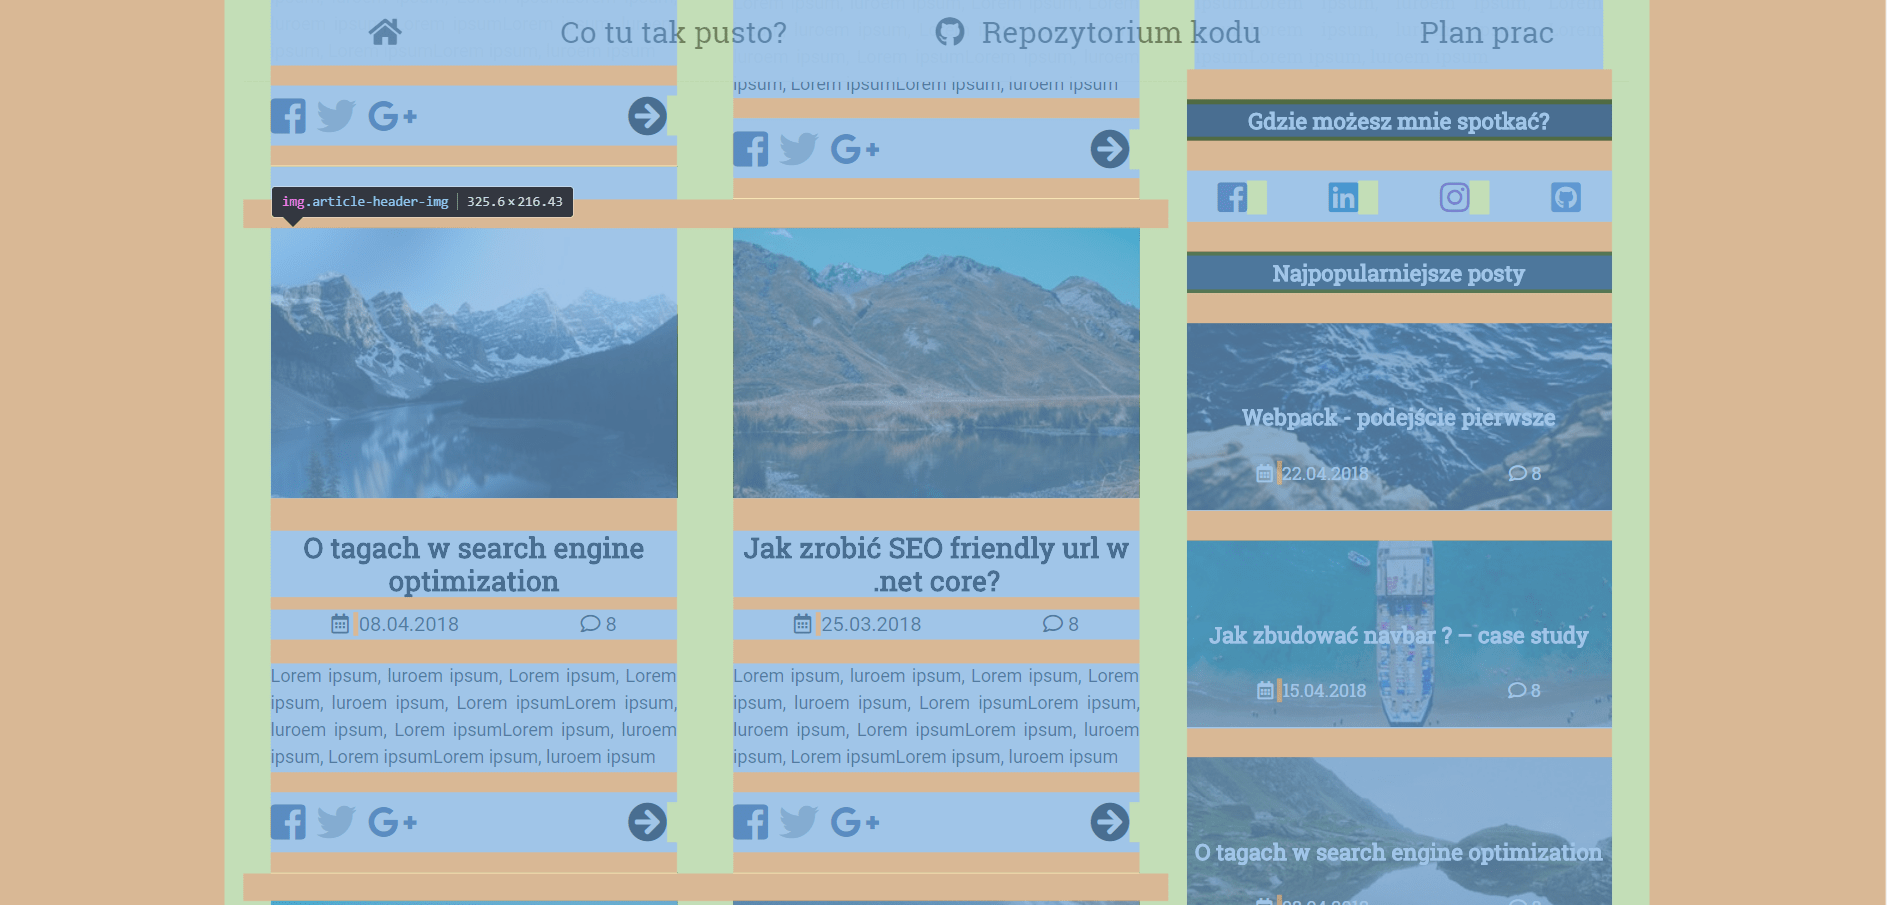 Co tu tak pusto?
Repozytorium kodu
Plan prac
ipsum, Lorem ipsumLorem ipsum, luroem ipsum
G+
G+
Gdzie możesz mnie spotkać?
img.article-header-img | 325.6×216.43
Najpopularniejsze posty
Webpack - podejście pierwsze
22.04.2018
8
O tagach w search engine
optimization
08.04.2018
8
Lorem ipsum, luroem ipsum, Lorem ipsum, Lorem
ipsum, luroem ipsum, Lorem ipsumLorem ipsum,
luroem ipsum, Lorem ipsumLorem ipsum, luroem
ipsum, Lorem ipsumLorem ipsum, luroem ipsum
G+
Jak zrobić SEO friendly url w
.net core?
25.03.2018
8
Lorem ipsum, luroem ipsum, Lorem ipsum, Lorem
ipsum, luroem ipsum, Lorem ipsumLorem ipsum,
luroem ipsum, Lorem ipsumLorem ipsum, luroem
ipsum, Lorem ipsumLorem ipsum, luroem ipsum
G+
Jak zbudować navbar ? – case study
15.04.2018
8
O tagach w search engine optimization